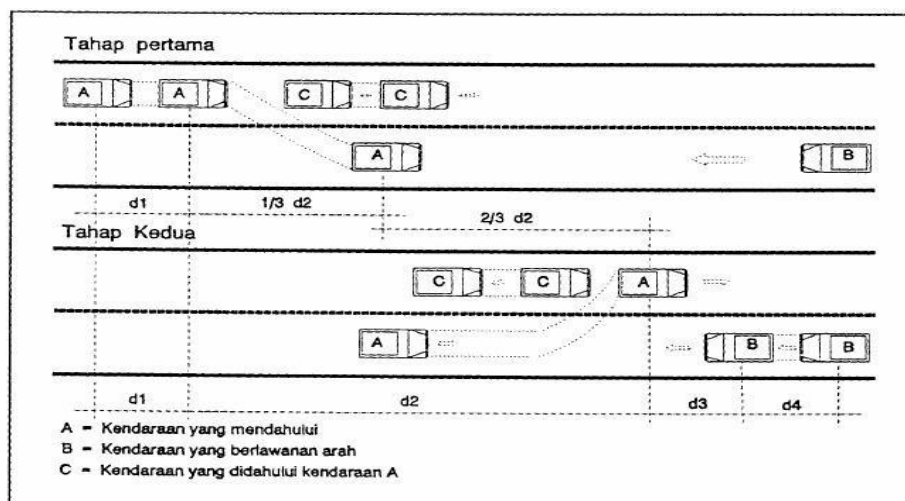 Tahap pertama
A A C C
A B
d1 1/3 d2 2/3 d2
Tahap Kedua
C C A
A B B
d1 d2 d3 d4
A = Kendaraan yang mendahului
B = Kendaraan yang berlawanan arah
C = Kendaraan yang didahului kendaraan A